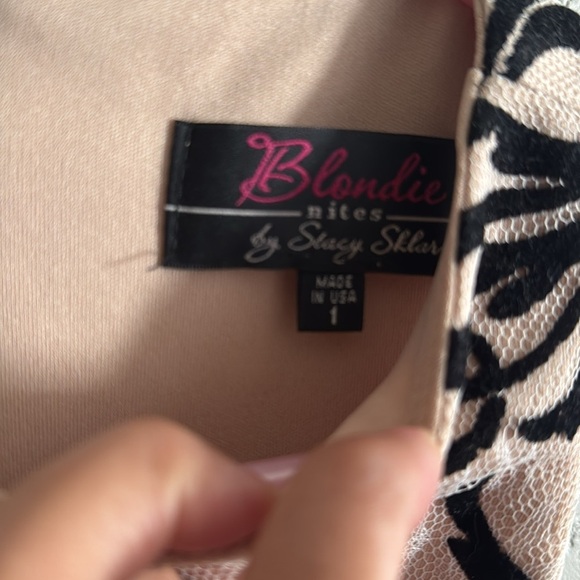 Blondie
nites
by Stacy Sklar
MADE
IN USA
1